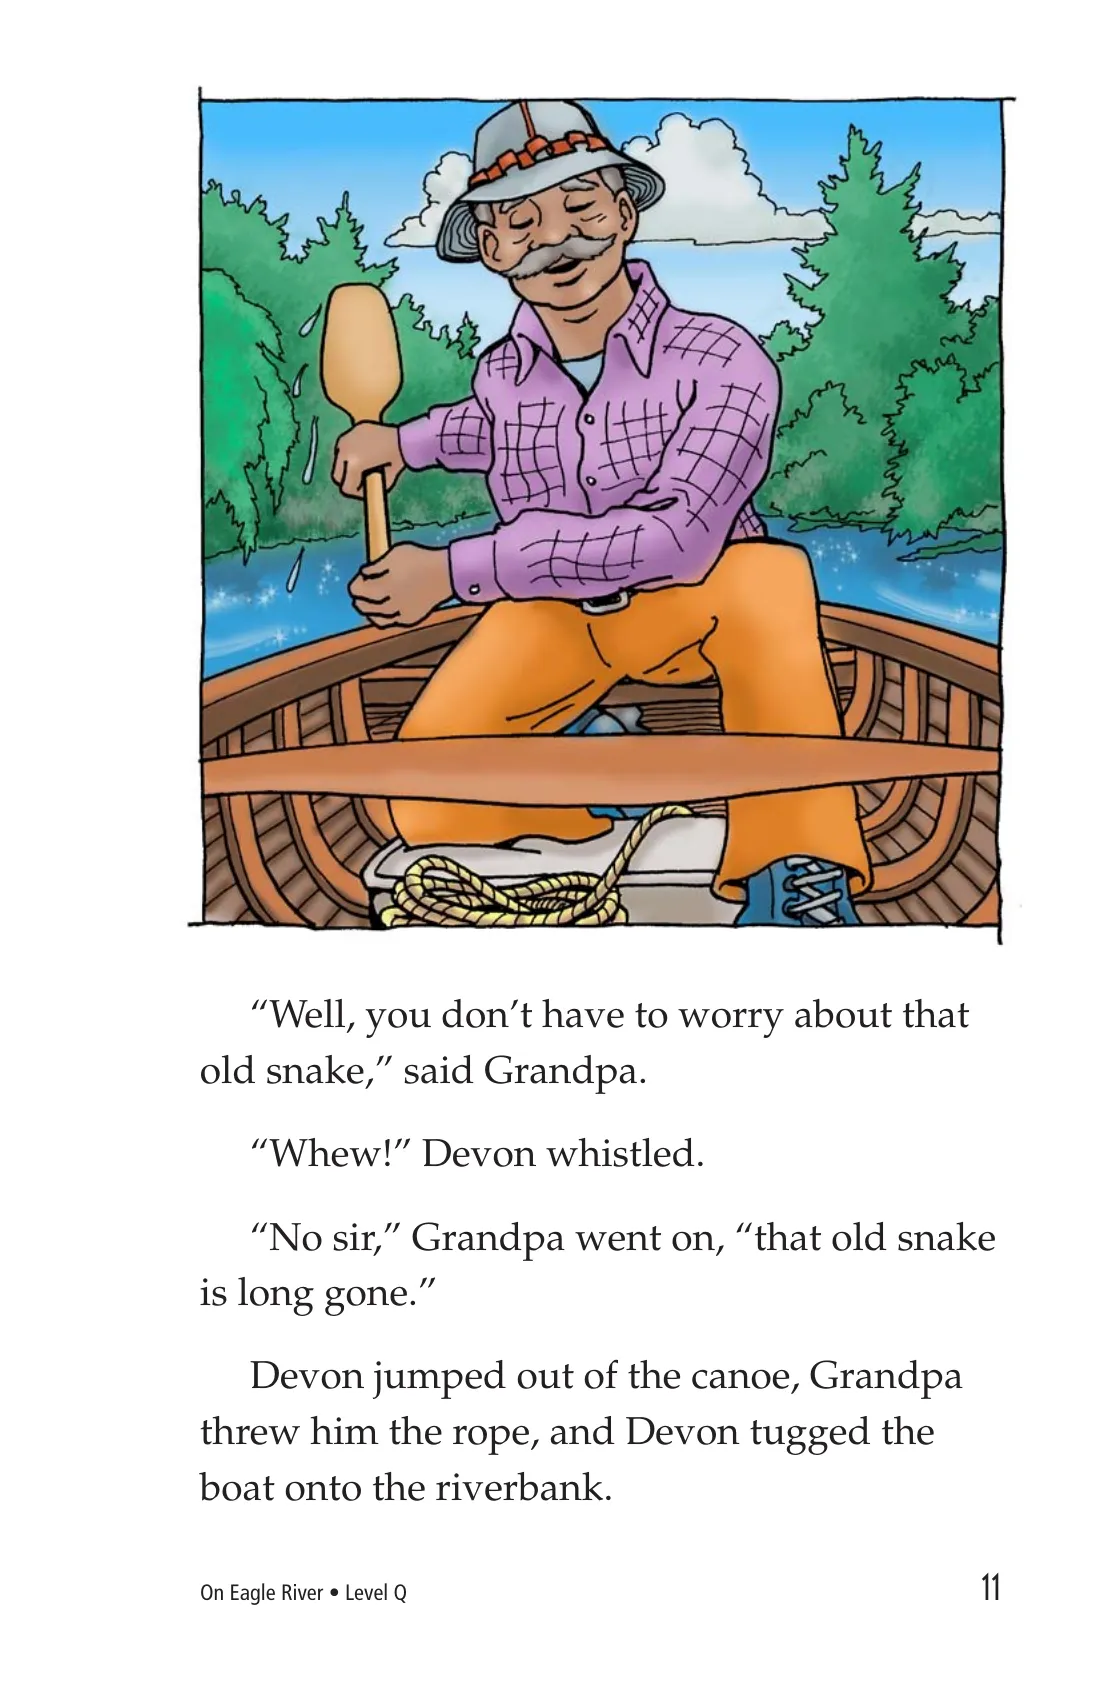 “Well, you don’t have to worry about that
old snake,” said Grandpa.
“Whew!” Devon whistled.
“No sir,” Grandpa went on, “that old snake
is long gone.”
Devon jumped out of the canoe, Grandpa
threw him the rope, and Devon tugged the
boat onto the riverbank.
On Eagle River • Level Q
11